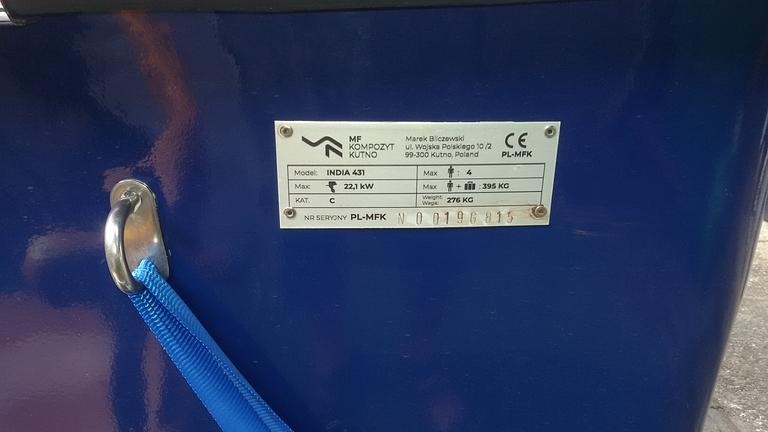 MF
KOMPOZYT
KUTNO
Marek Bilczewski
ul. Wojska Polskiego 10/2
99-300 Kutno, Poland
CE
PL-MFK
Model: INDIA 431
Max : 4
Max: 22,1 kW
Max + : 395 KG
KAT. C
Weight:
Waga: 276 KG
NR SERYJNY PL-MFK N00196815